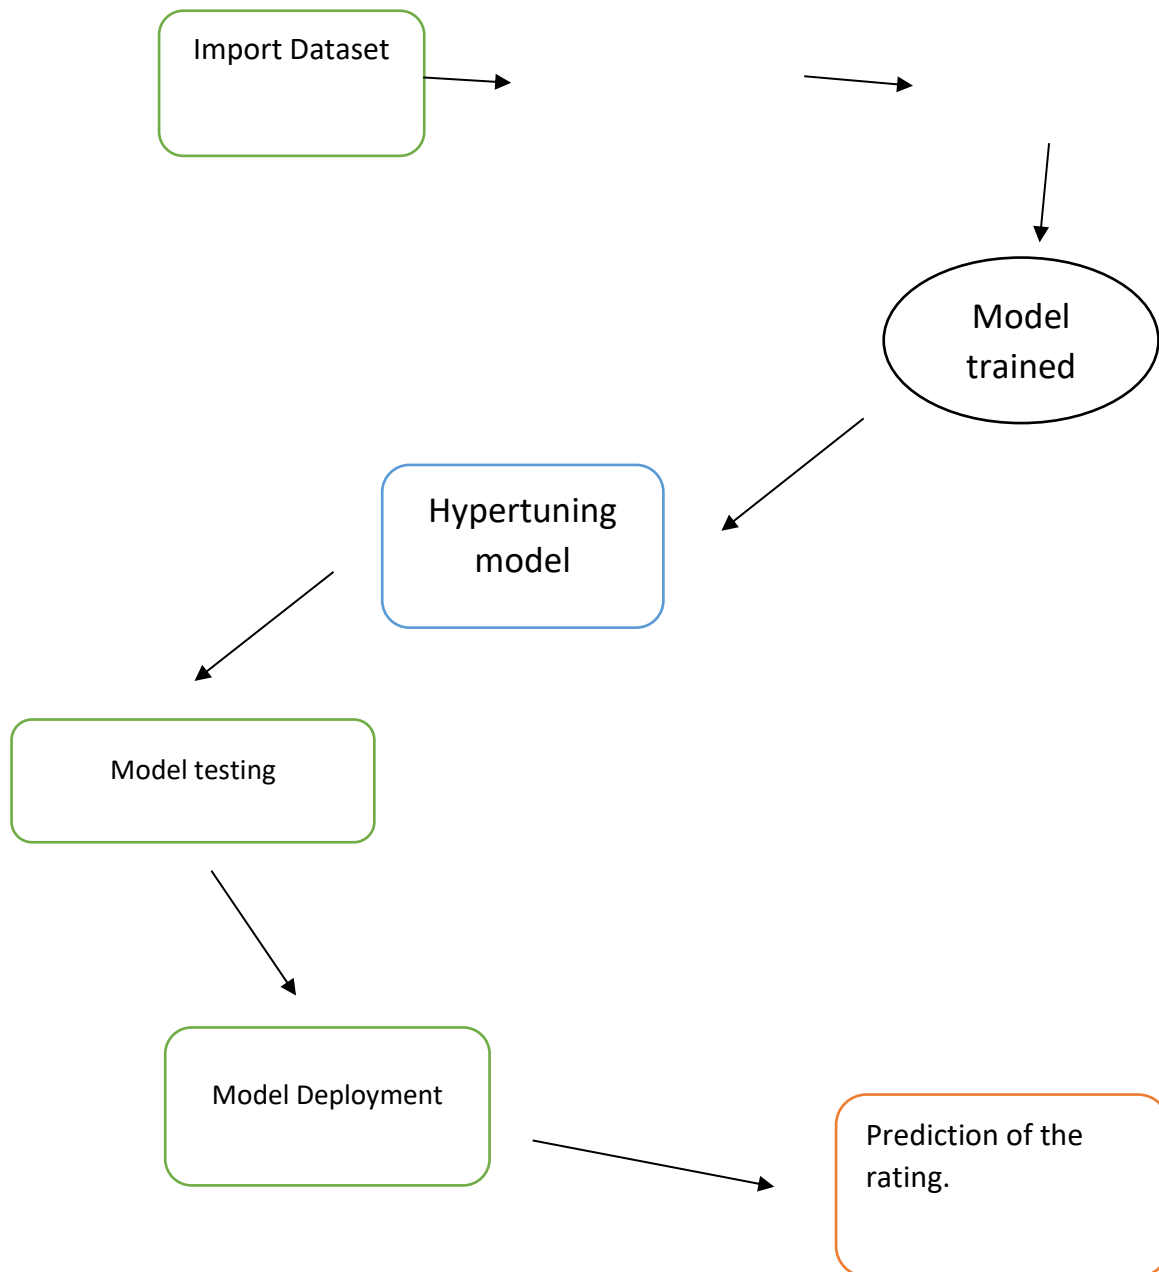 Import Dataset
Model
trained
Hypertuning
model
Model testing
Model Deployment
Prediction of the
rating.